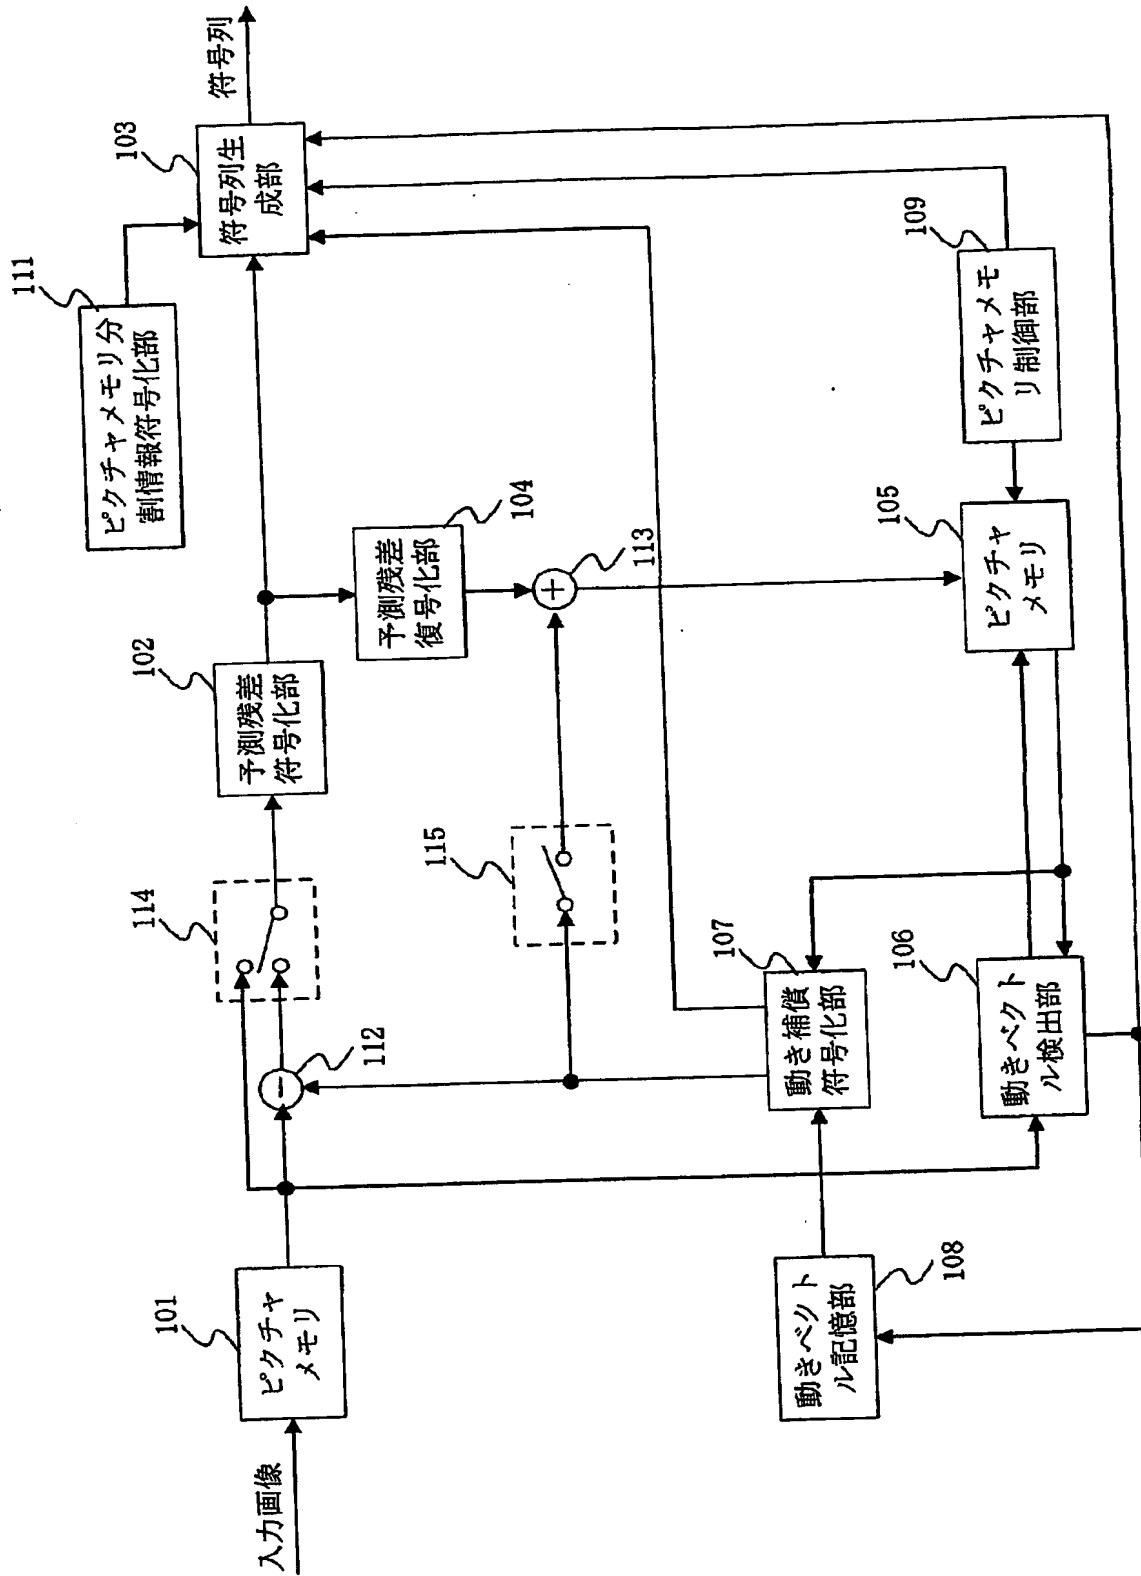 入力画像
101
ピクチャ
メモリ
112
114
102
予測残差
符号化部
111
ピクチャメモリ分
割情報符号化部
103
符号列生
成部
符号列
104
予測残差
復号化部
113
115
107
動き補償
符号化部
108
動きベクト
ル記憶部
106
動きベクト
ル検出部
105
ピクチャ
メモリ
109
ピクチャメモ
リ制御部